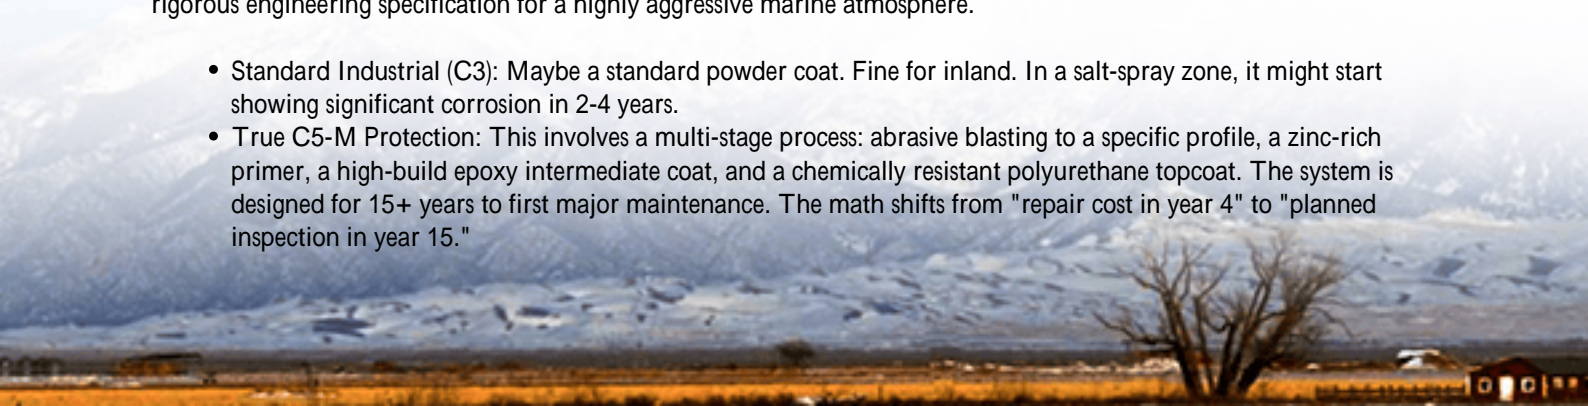 rigorous engineering specification for a highly aggressive marine atmosphere.
• Standard Industrial (C3): Maybe a standard powder coat. Fine for inland. In a salt-spray zone, it might start
showing significant corrosion in 2-4 years.
• True C5-M Protection: This involves a multi-stage process: abrasive blasting to a specific profile, a zinc-rich
primer, a high-build epoxy intermediate coat, and a chemically resistant polyurethane topcoat. The system is
designed for 15+ years to first major maintenance. The math shifts from "repair cost in year 4" to "planned
inspection in year 15."